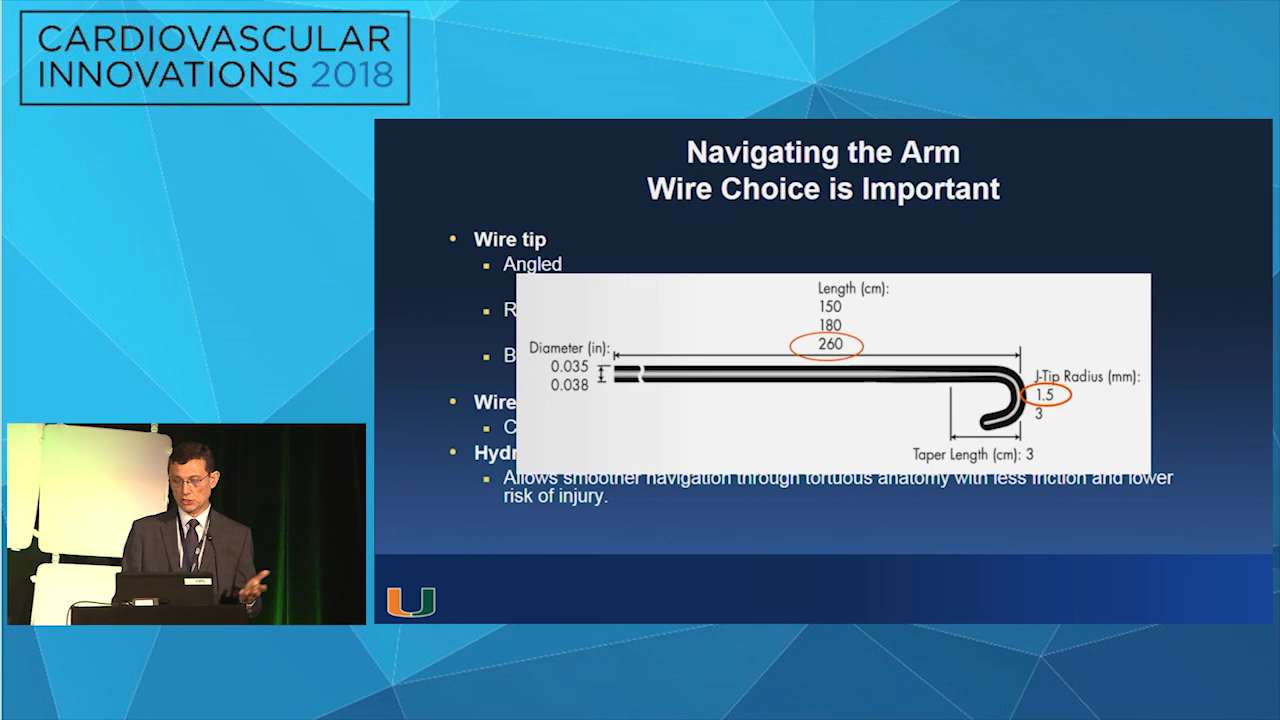 CARDIOVASCULAR
INNOVATIONS 2018
Navigating the Arm
Wire Choice is Important
• Wire tip
▪ Angled
▪ R
▪ B
• Wire
▪ C
• Hydr
▪ Allows smoother navigation through tortuous anatomy with less friction and lower
risk of injury.
Length (cm):
150
180
260
Diameter (in):
0.035
0.038
J-Tip Radius (mm):
1.5
3
Taper Length (cm): 3